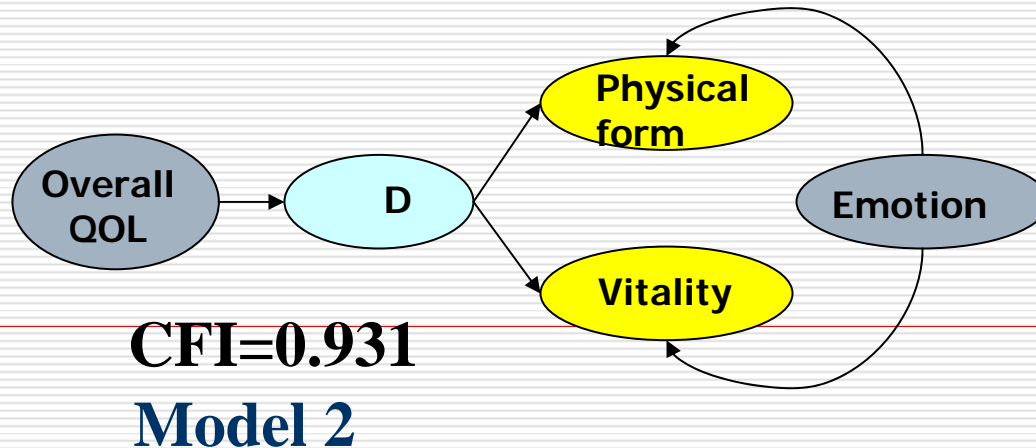 Physical
form
Overall
QOL
D
Emotion
Vitality
CFI=0.931
Model 2